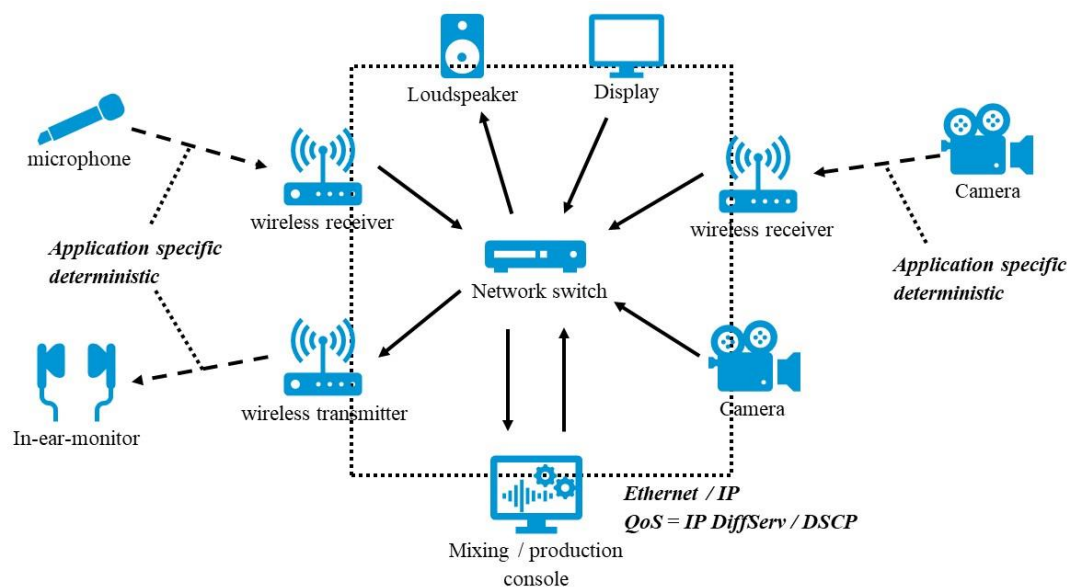 Loudspeaker
Display
microphone
wireless receiver
wireless receiver
Camera
Application specific
deterministic
Application specific
deterministic
Network switch
wireless transmitter
Camera
In-ear-monitor
Ethernet / IP
QoS = IP DiffServ / DSCP
Mixing / production
console